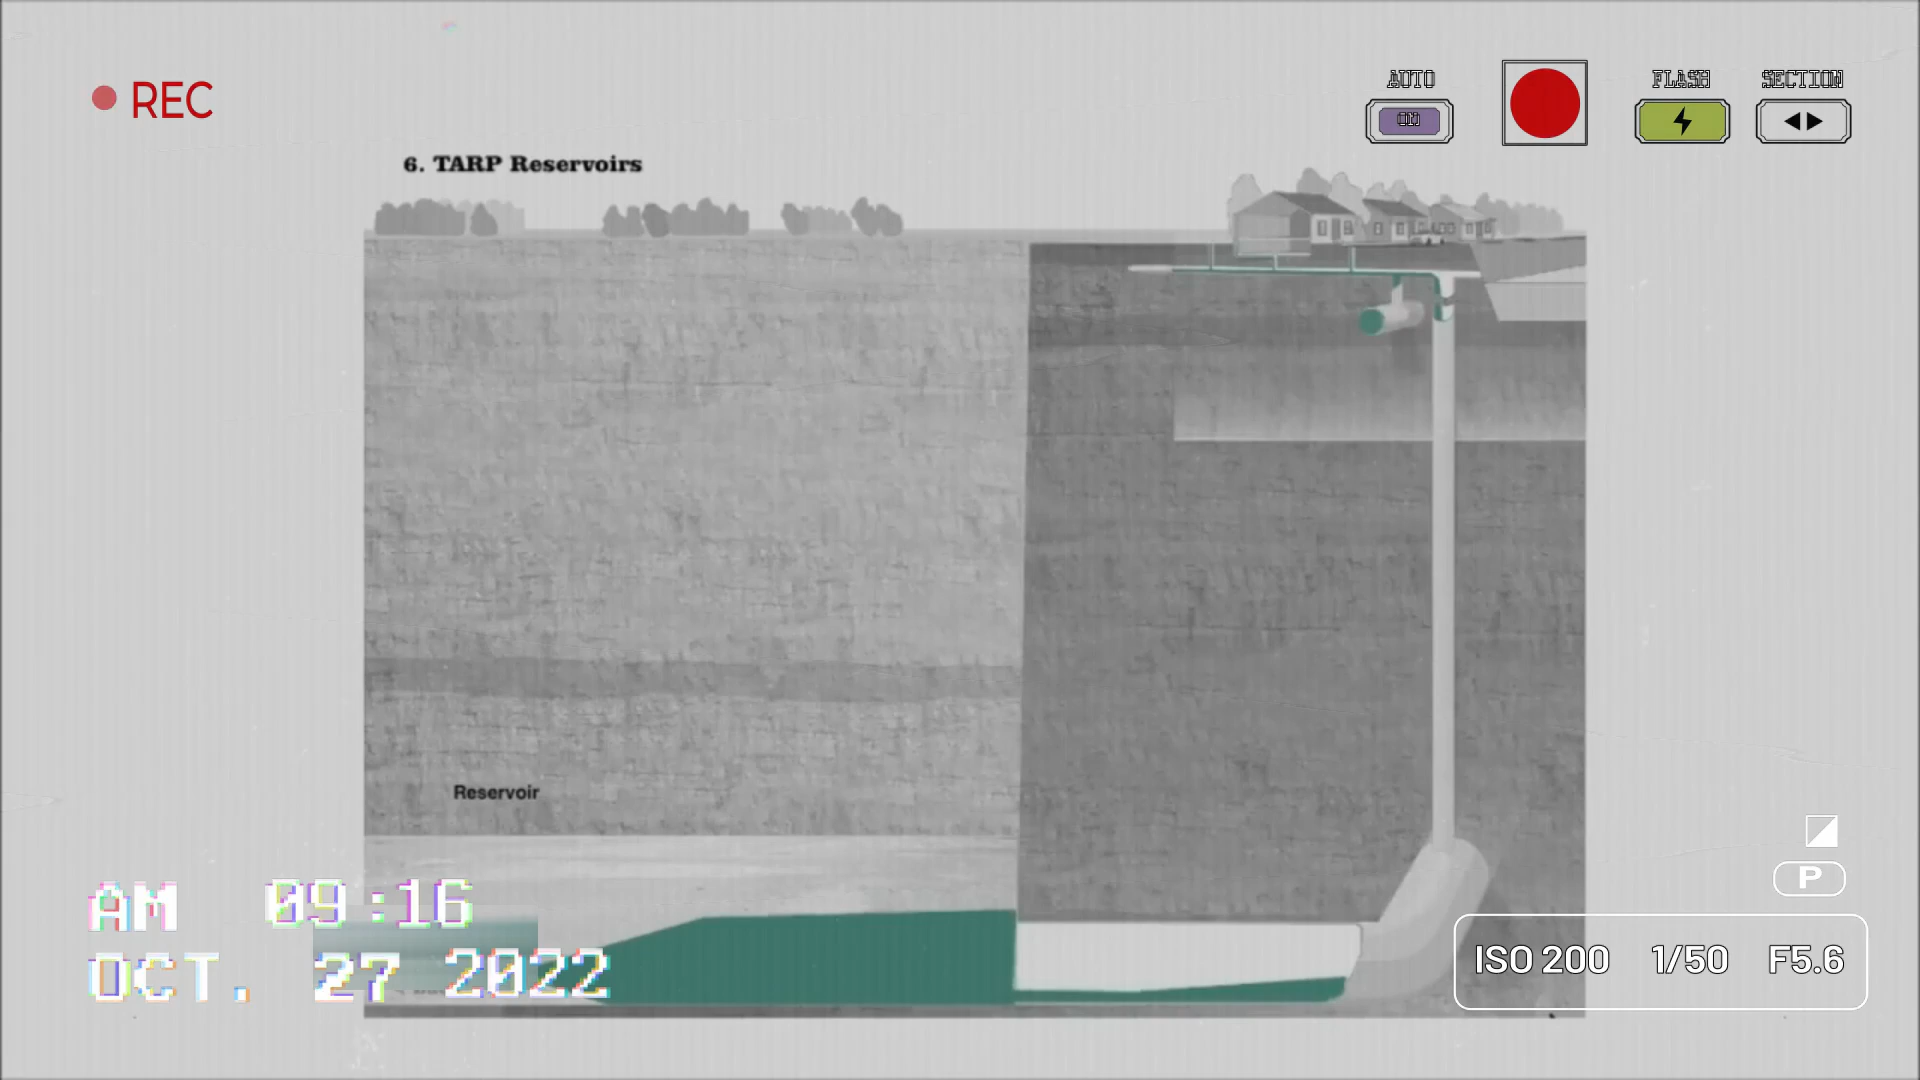 REC
AUTO
ON
FLASH
SECTION
6. TARP Reservoirs
Reservoir
AM 09:16
OCT. 27 2022
P
ISO 200 1/50 F5.6